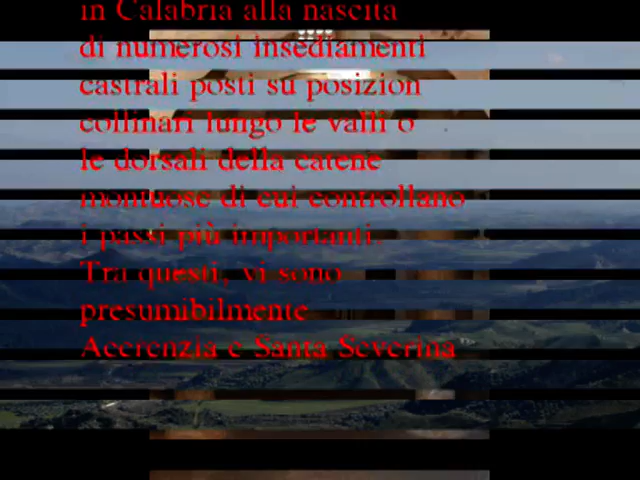 in Calabria alla nascita
di numerosi insediamenti
castrali posti su posizion
collinari lungo le valli o
le dorsali della catene
montuose di cui controllano
i passi più importanti.
Tra questi, vi sono
presumibilmente
Acerenzia e Santa Severina